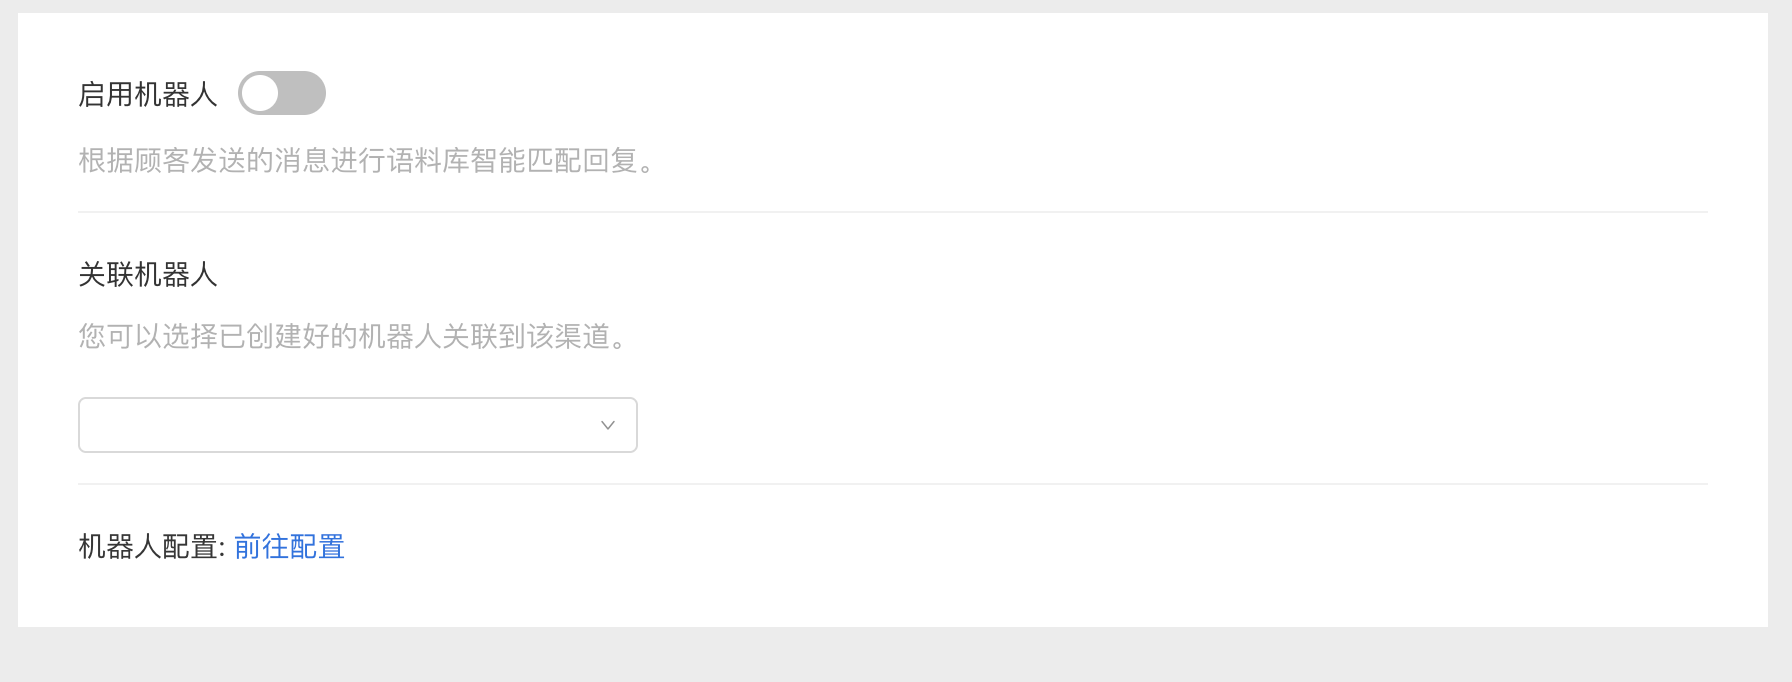 启用机器人
根据顾客发送的消息进行语料库智能匹配回复。
关联机器人
您可以选择已创建好的机器人关联到该渠道。
机器人配置: 前往配置